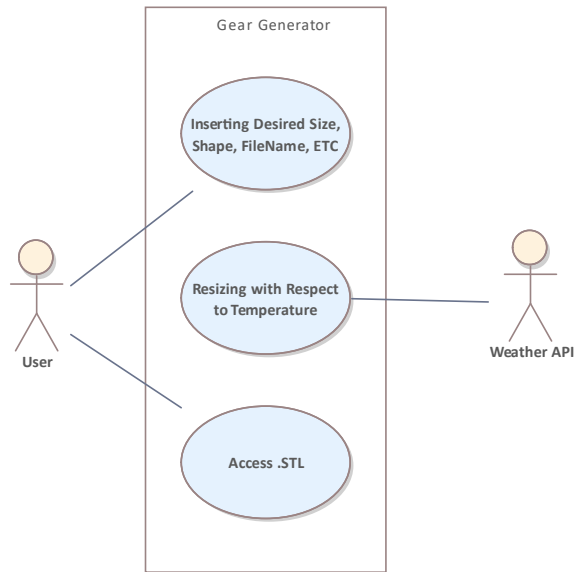 Gear Generator
Inserting Desired Size,
Shape, FileName, ETC
Resizing with Respect
to Temperature
User
Weather API
Access .STL